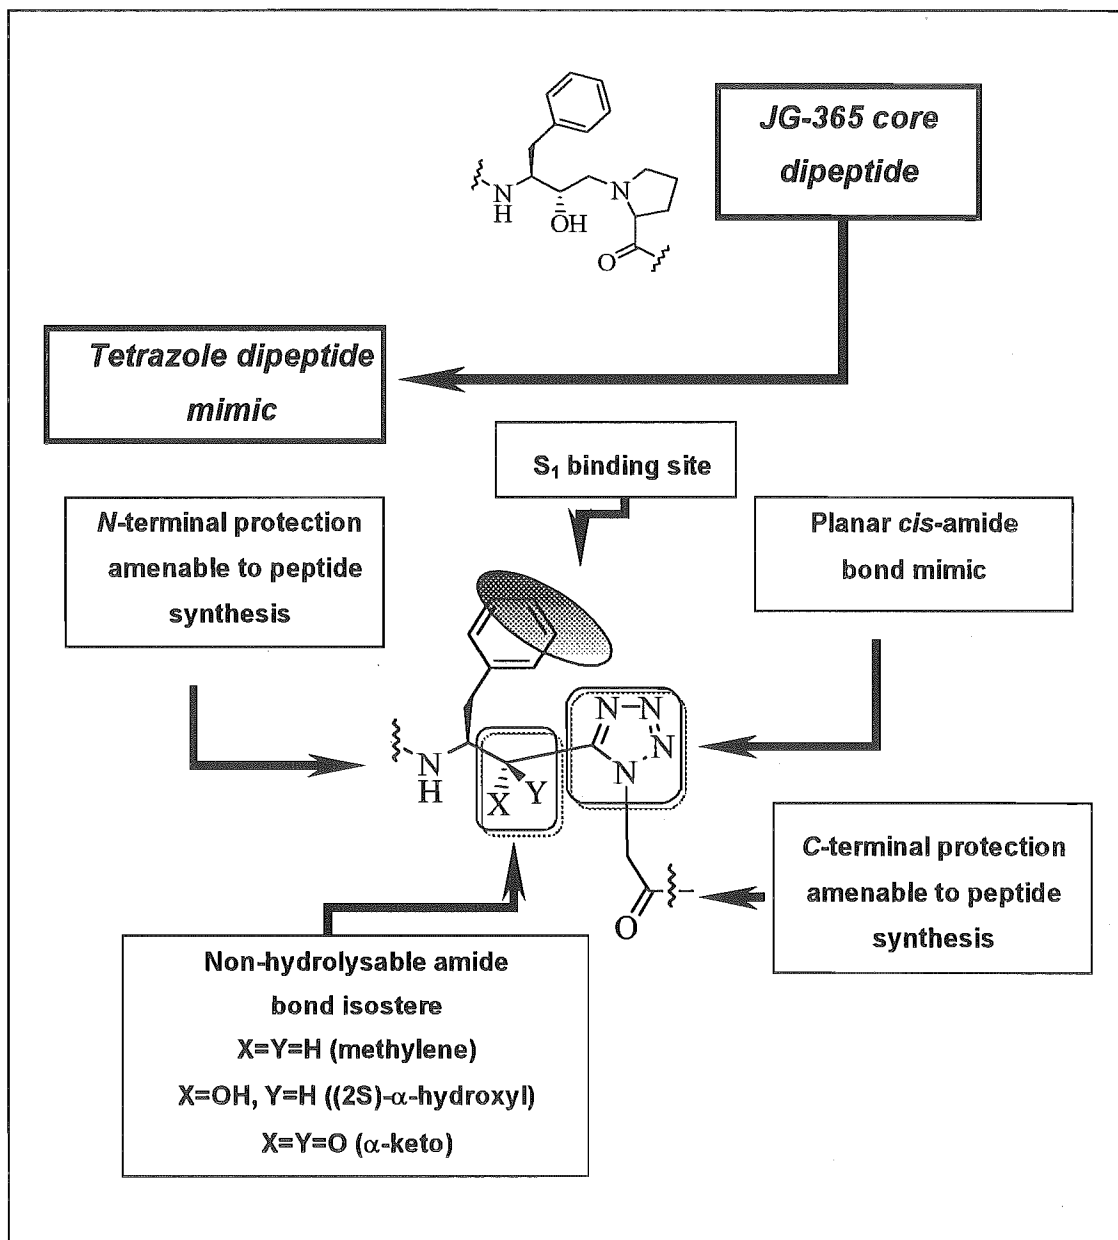 JG-365 core
dipeptide
N
H
OH
N
O
Tetrazole dipeptide
mimic
S₁ binding site
N-terminal protection
amenable to peptide
synthesis
Planar cis-amide
bond mimic
N–N
N
N
N
H
X
Y
O
C-terminal protection
amenable to peptide
synthesis
Non-hydrolysable amide
bond isostere
X=Y=H (methylene)
X=OH, Y=H ((2S)-α-hydroxyl)
X=Y=O (α-keto)